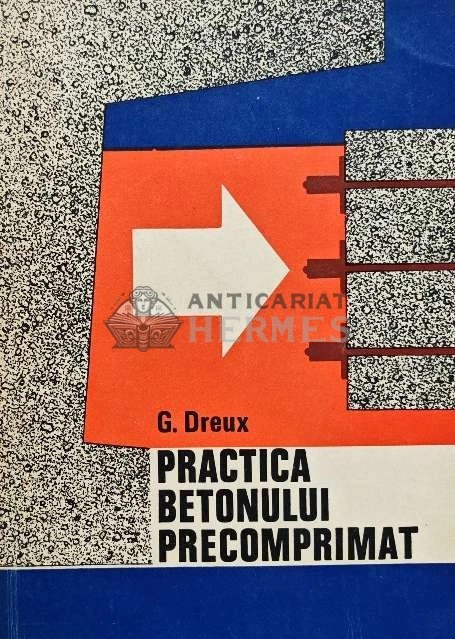 ANTICARIAT
HERMES
G. Dreux
PRACTICA
BETONULUI
PRECOMPRIMAT